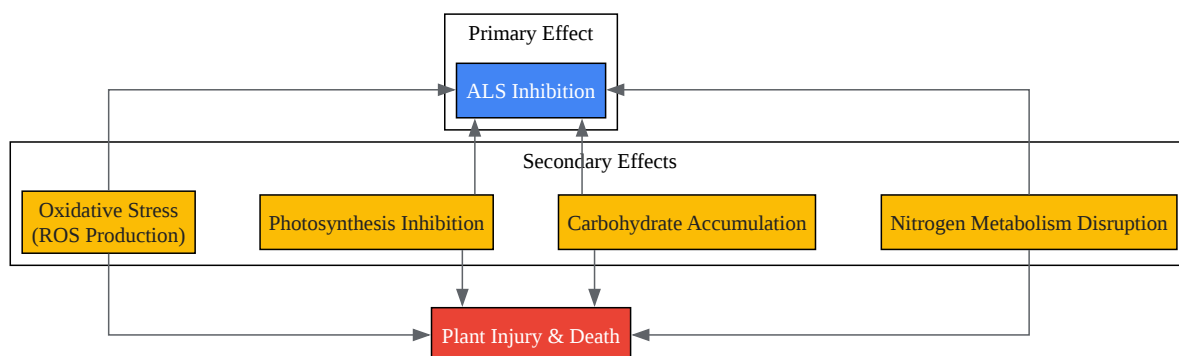 Primary Effect
ALS Inhibition
Secondary Effects
Oxidative Stress
(ROS Production)
Photosynthesis Inhibition
Carbohydrate Accumulation
Nitrogen Metabolism Disruption
Plant Injury & Death